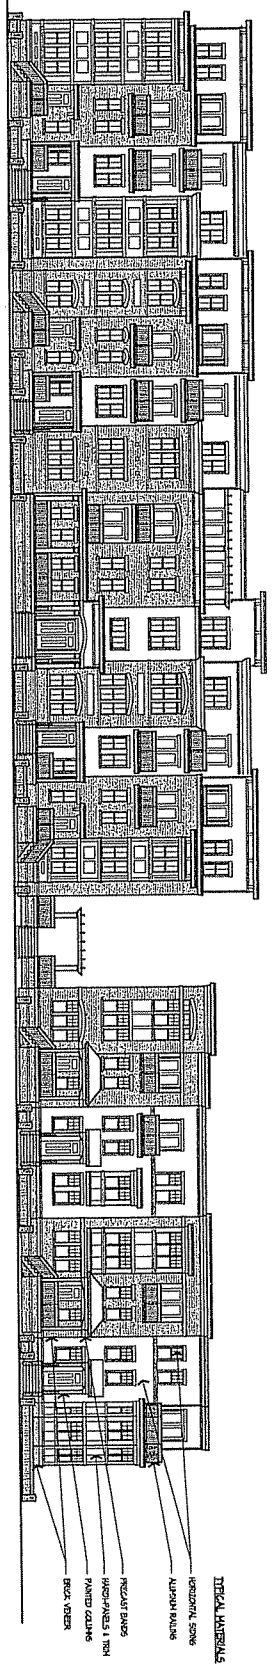 TYPICAL MATERIALS
HORIZONTAL SIDING
ALUMINUM RAILING
PRECAST BANDS
HARDI-PANELS & TRIM
PAINTED COLUMNS
BRICK VENEER